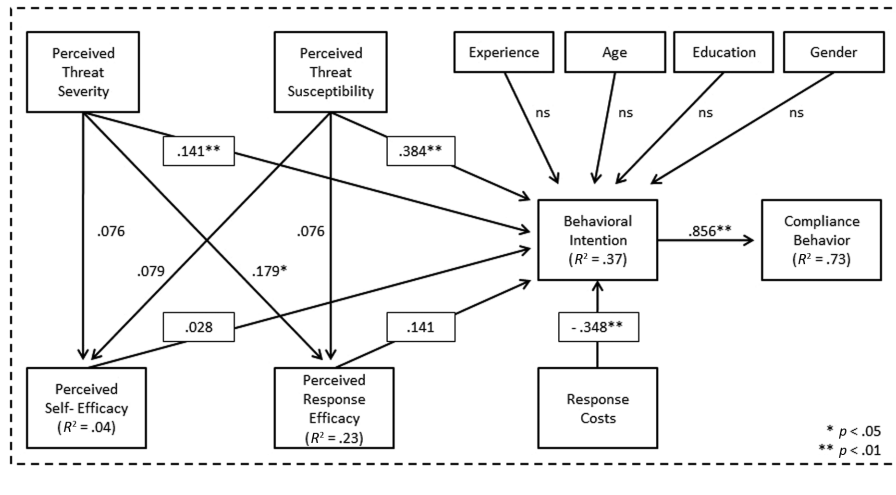 Perceived
Threat
Severity
Perceived
Threat
Susceptibility
Experience
Age
Education
Gender
ns
ns
ns
ns
.141**
.384**
Behavioral
Intention
(R² = .37)
.856**
Compliance
Behavior
(R² = .73)
.076
.079
.179*
.076
.028
.141
- .348**
Perceived
Self- Efficacy
(R² = .04)
Perceived
Response
Efficacy
(R² = .23)
Response
Costs
* p < .05
** p < .01